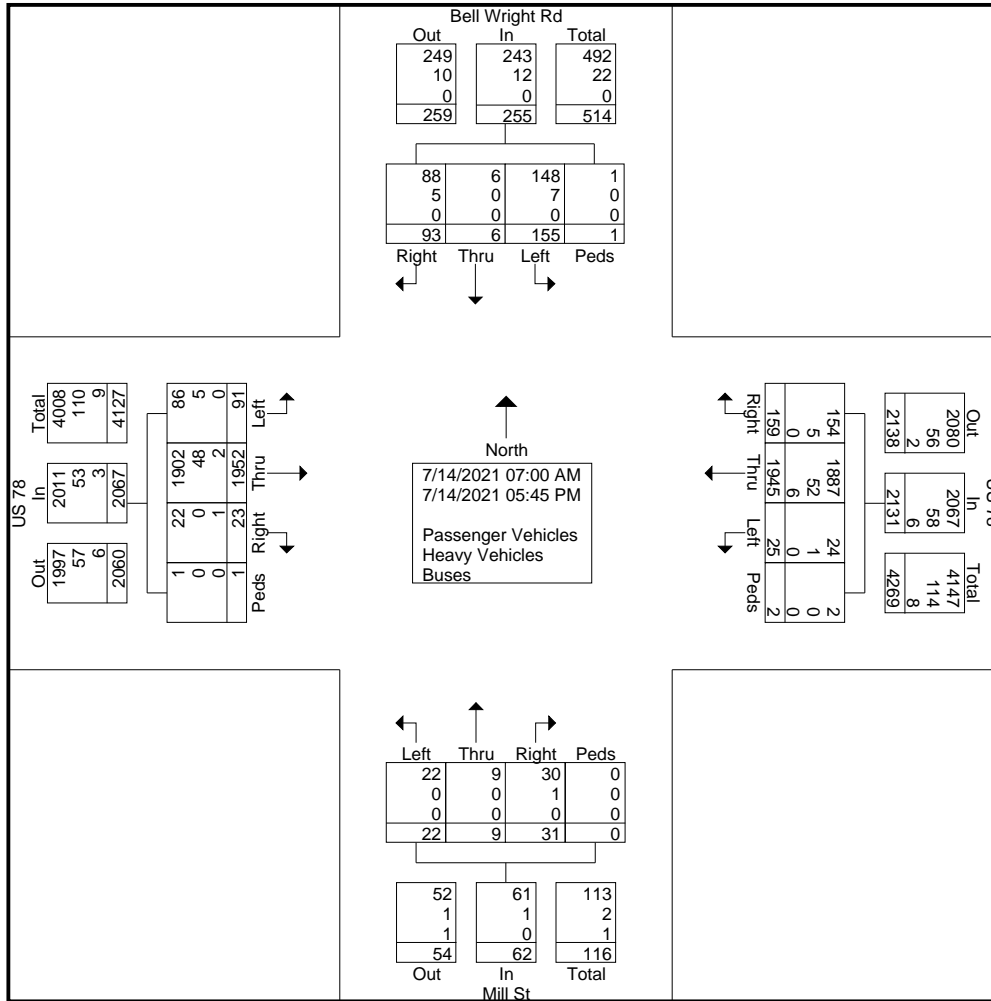 Bell Wright Rd
Out In Total
249 243 492
10 12 22
0 0 0
259 255 514
88 6 148 1
5 0 7 0
0 0 0 0
93 6 155 1
Right Thru Left Peds
US 78
Total In Out
4008 2011 1997
110 53 57
9 3 6
4127 2067 2060
86 1902 22 1
5 48 0 0
0 2 1 0
91 1952 23 1
Left Thru Right Peds
North
7/14/2021 07:00 AM
7/14/2021 05:45 PM
Passenger Vehicles
Heavy Vehicles
Buses
Right Thru Left Peds
154 1887 24 2
5 52 1 0
0 6 0 0
159 1945 25 2
Out In Total
2080 2067 4147
56 58 114
2 6 8
2138 2131 4269
Left Thru Right Peds
22 9 30 0
0 0 1 0
0 0 0 0
22 9 31 0
52 61 113
1 1 2
1 0 1
54 62 116
Out In Total
Mill St